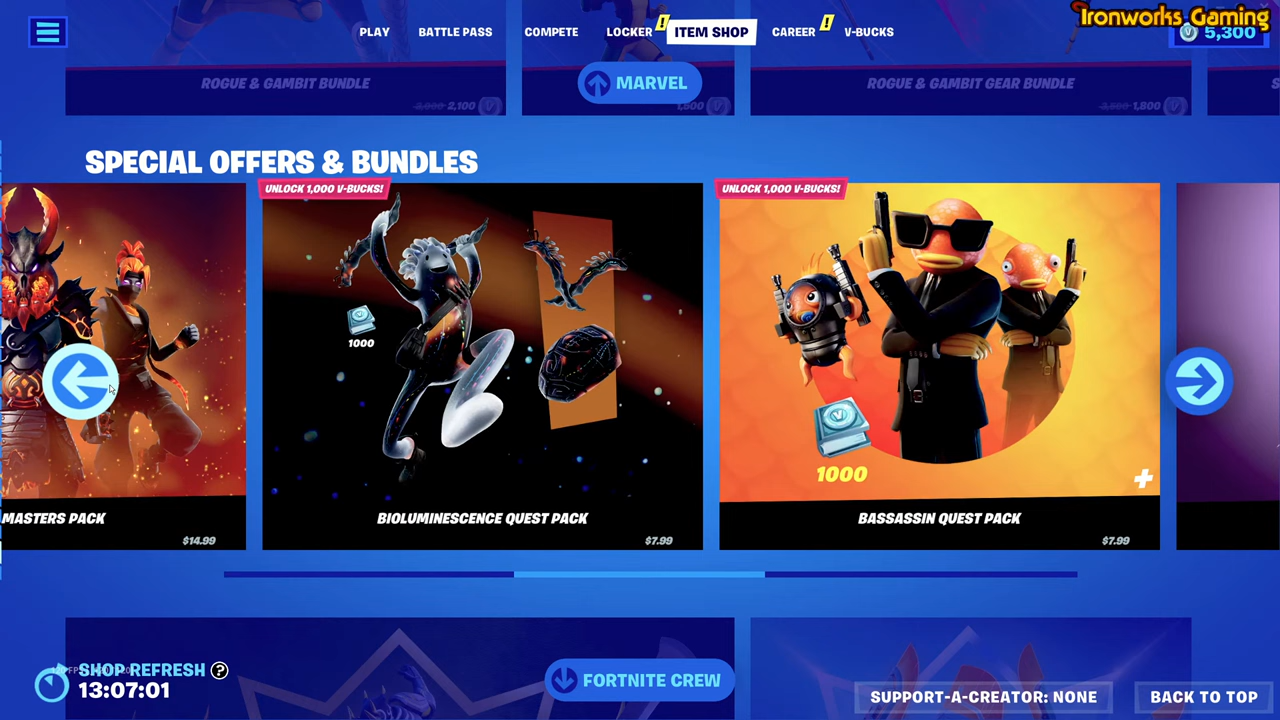 Ironworks Gaming
PLAY
BATTLE PASS
COMPETE
LOCKER
!
ITEM SHOP
CAREER
!
V-BUCKS
5,300
ROGUE & GAMBIT BUNDLE
2,100
MARVEL
1,500
ROGUE & GAMBIT GEAR BUNDLE
1,800
SPECIAL OFFERS & BUNDLES
UNLOCK 1,000 V-BUCKS!
UNLOCK 1,000 V-BUCKS!
1000
1000
MASTERS PACK
$14.99
BIOLUMINESCENCE QUEST PACK
$7.99
BASSASSIN QUEST PACK
$7.99
SHOP REFRESH ?
13:07:01
FORTNITE CREW
SUPPORT-A-CREATOR: NONE
BACK TO TOP